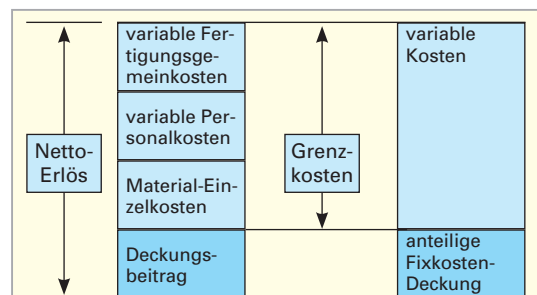 variable Fer-
tigungsge-
meinkosten
variable Per-
sonalkosten
Material-Ein-
zelkosten
Deckungs-
beitrag
Netto-
Erlös
Grenz-
kosten
variable
Kosten
anteilige
Fixkosten-
Deckung